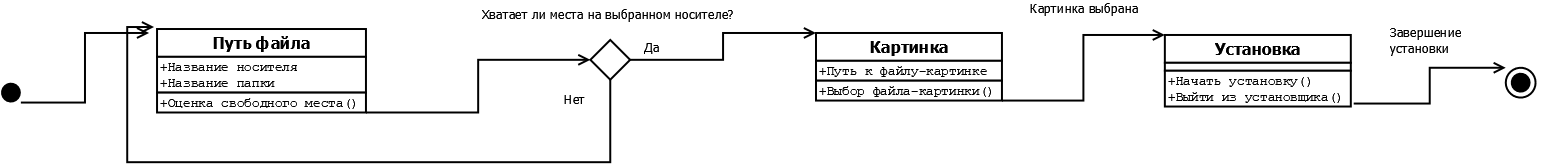 Хватает ли места на выбранном носителе?
Картинка выбрана
Путь файла
+Название носителя
+Название папки
+Оценка свободного места()
Да
Нет
Картинка
+Путь к файлу-картинке
+Выбор файла-картинки()
Установка
+Начать установку()
+Выйти из установщика()
Завершение
установки